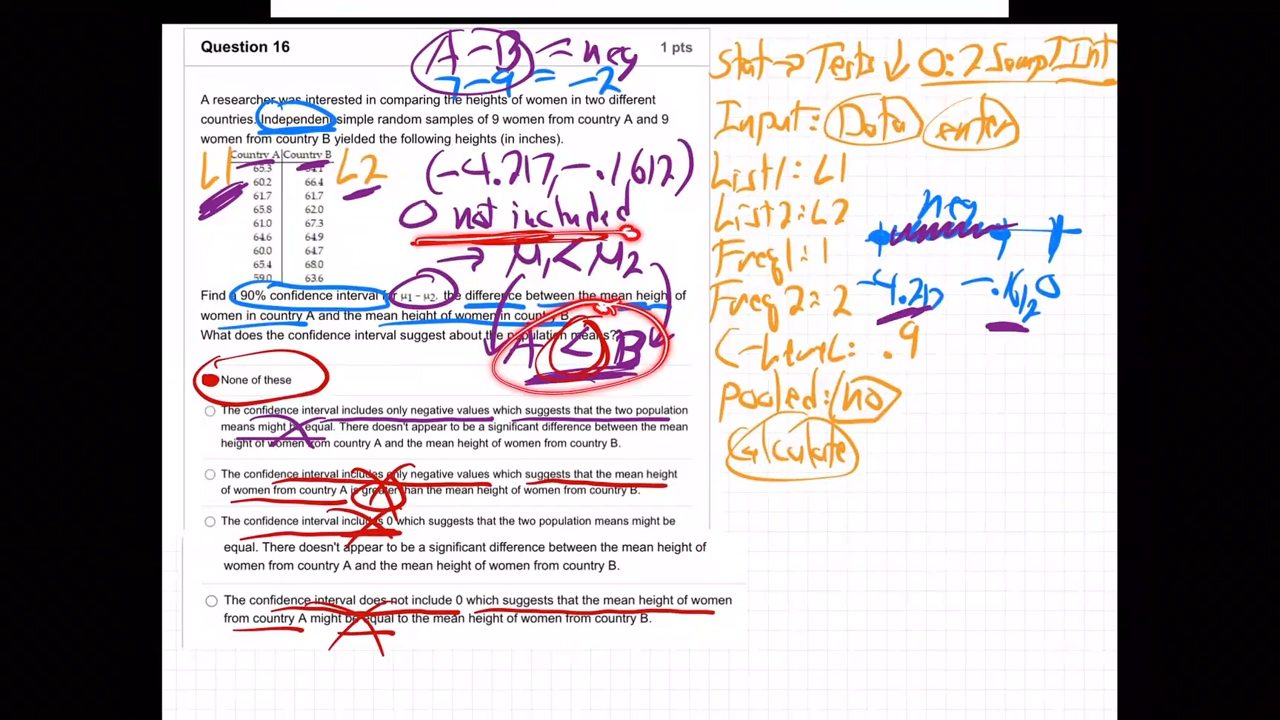 Question 16
1 pts
A - B = neg
7 - 9 = -2
A researcher was interested in comparing the heights of women in two different
countries. Independent simple random samples of 9 women from country A and 9
women from country B yielded the following heights (in inches).
L1 Country A Country B L2
65.3 64.1
60.2 66.4
61.7 61.7
65.8 62.0
61.0 67.3
64.6 64.9
60.0 64.7
65.4 68.0
59.0 63.6
(-4.217, -.1612)
0 not included
→ μ1 < μ2
A < B
Find a 90% confidence interval for μ1 - μ2, the difference between the mean height of
women in country A and the mean height of women in country B.
What does the confidence interval suggest about the population means?
None of these
The confidence interval includes only negative values which suggests that the two population
means might be equal. There doesn't appear to be a significant difference between the mean
height of women from country A and the mean height of women from country B.
The confidence interval includes only negative values which suggests that the mean height
of women from country A is greater than the mean height of women from country B.
The confidence interval includes 0 which suggests that the two population means might be
equal. There doesn't appear to be a significant difference between the mean height of
women from country A and the mean height of women from country B.
The confidence interval does not include 0 which suggests that the mean height of women
from country A might be equal to the mean height of women from country B.
Stat → Tests ↓ 0: 2 SampTInt
Input: Data enter
List1: L1
List2: L2
Freq1: 1
Freq2: 2
C-Level: .9
Pooled: no
Calculate
neg
-4.217 -.1612 0